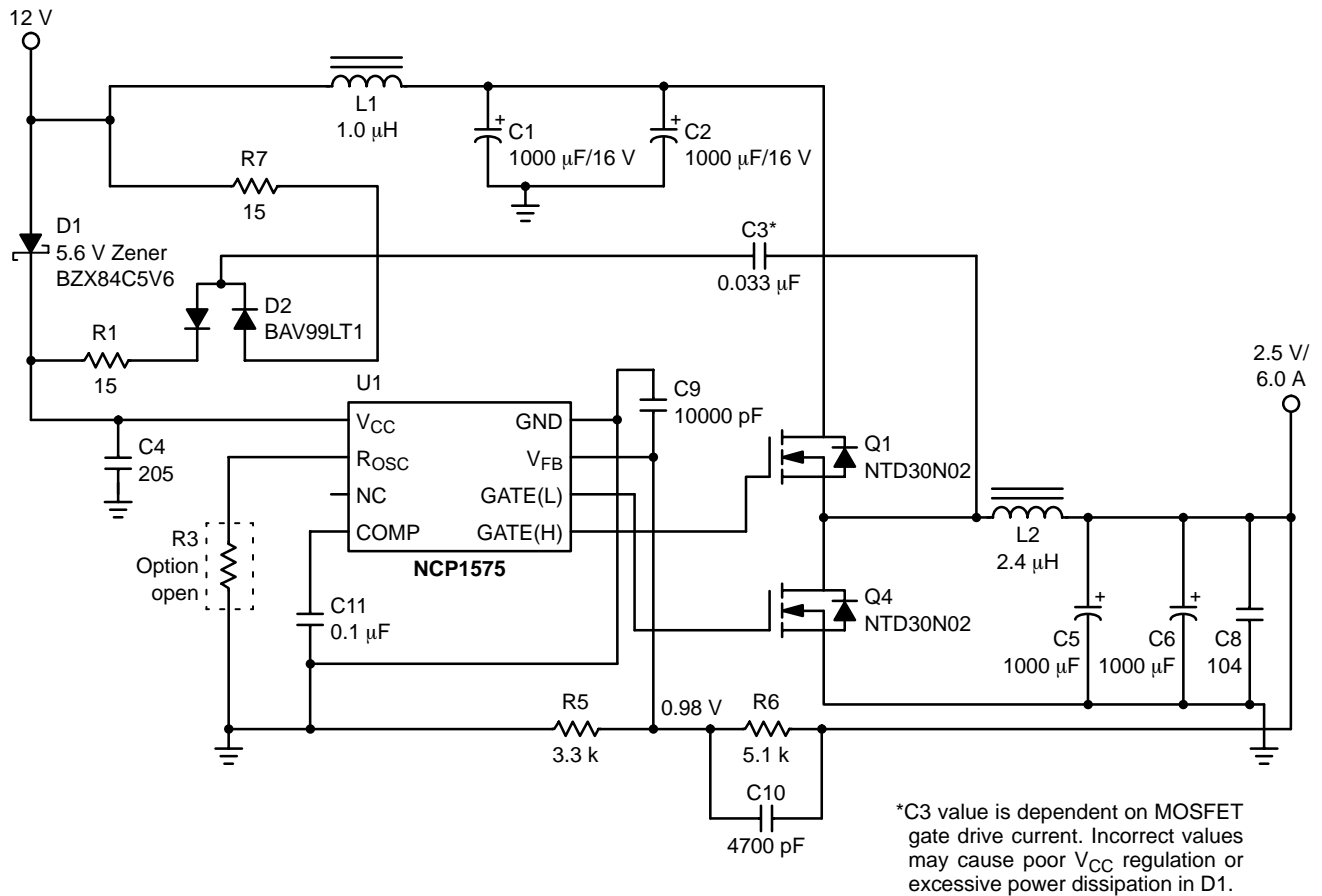 12 V
L1
1.0 μH
+
C1
1000 μF/16 V
+
C2
1000 μF/16 V
R7
15
D1
5.6 V Zener
BZX84C5V6
C3*
0.033 μF
D2
BAV99LT1
R1
15
2.5 V/
6.0 A
U1
C9
10000 pF
VCC
GND
ROSC
VFB
NC
GATE(L)
COMP
GATE(H)
NCP1575
C4
205
Q1
NTD30N02
R3
Option
open
L2
2.4 μH
C11
0.1 μF
Q4
NTD30N02
+
C5
1000 μF
+
C6
1000 μF
C8
104
R5
3.3 k
0.98 V
R6
5.1 k
C10
4700 pF
*C3 value is dependent on MOSFET
gate drive current. Incorrect values
may cause poor VCC regulation or
excessive power dissipation in D1.